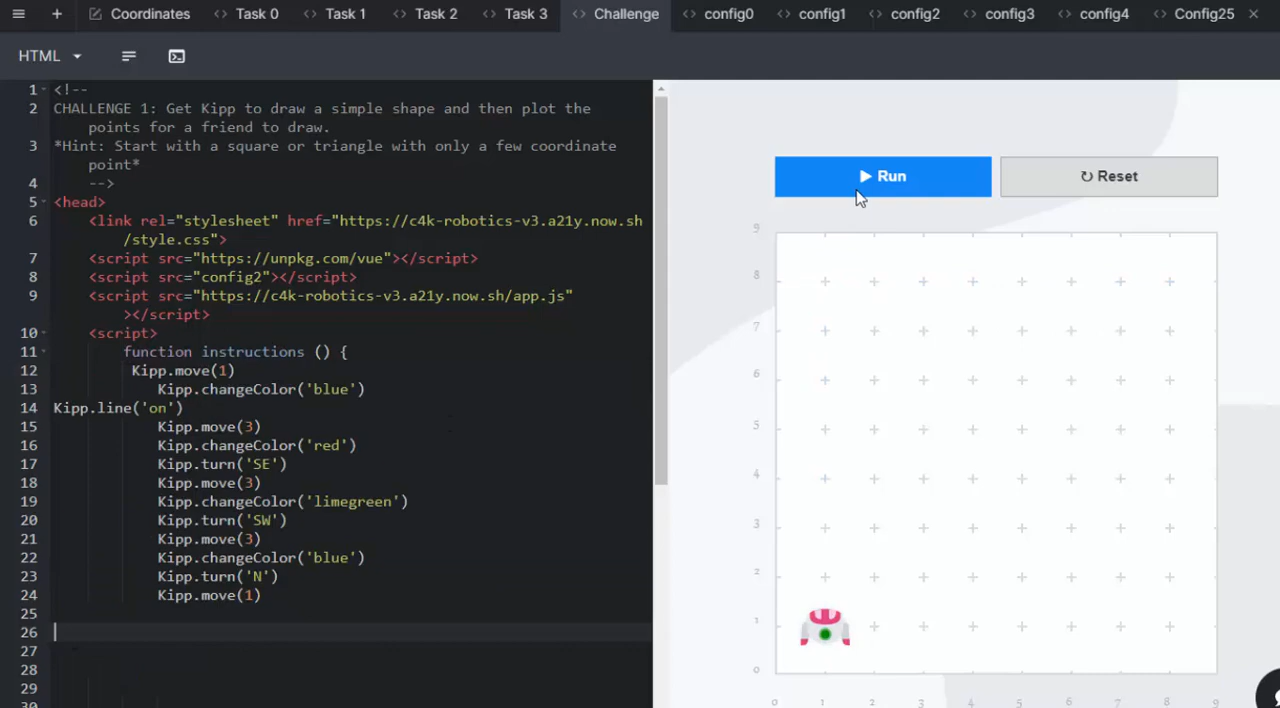 Coordinates Task 0 Task 1 Task 2 Task 3 Challenge config0 config1 config2 config3 config4 Config25
HTML
1 <!--
2 CHALLENGE 1: Get Kipp to draw a simple shape and then plot the
points for a friend to draw.
3 *Hint: Start with a square or triangle with only a few coordinate
point*
4 -->
5 <head>
6 <link rel="stylesheet" href="https://c4k-robotics-v3.a21y.now.sh
/style.css">
7 <script src="https://unpkg.com/vue"></script>
8 <script src="config2"></script>
9 <script src="https://c4k-robotics-v3.a21y.now.sh/app.js"
></script>
10 <script>
11 function instructions () {
12 Kipp.move(1)
13 Kipp.changeColor('blue')
14 Kipp.line('on')
15 Kipp.move(3)
16 Kipp.changeColor('red')
17 Kipp.turn('SE')
18 Kipp.move(3)
19 Kipp.changeColor('limegreen')
20 Kipp.turn('SW')
21 Kipp.move(3)
22 Kipp.changeColor('blue')
23 Kipp.turn('N')
24 Kipp.move(1)
25
26
27
28
29
30
▶ Run ↻ Reset
9
8
7
6
5
4
3
2
1
0
0 1 2 3 4 5 6 7 8 9